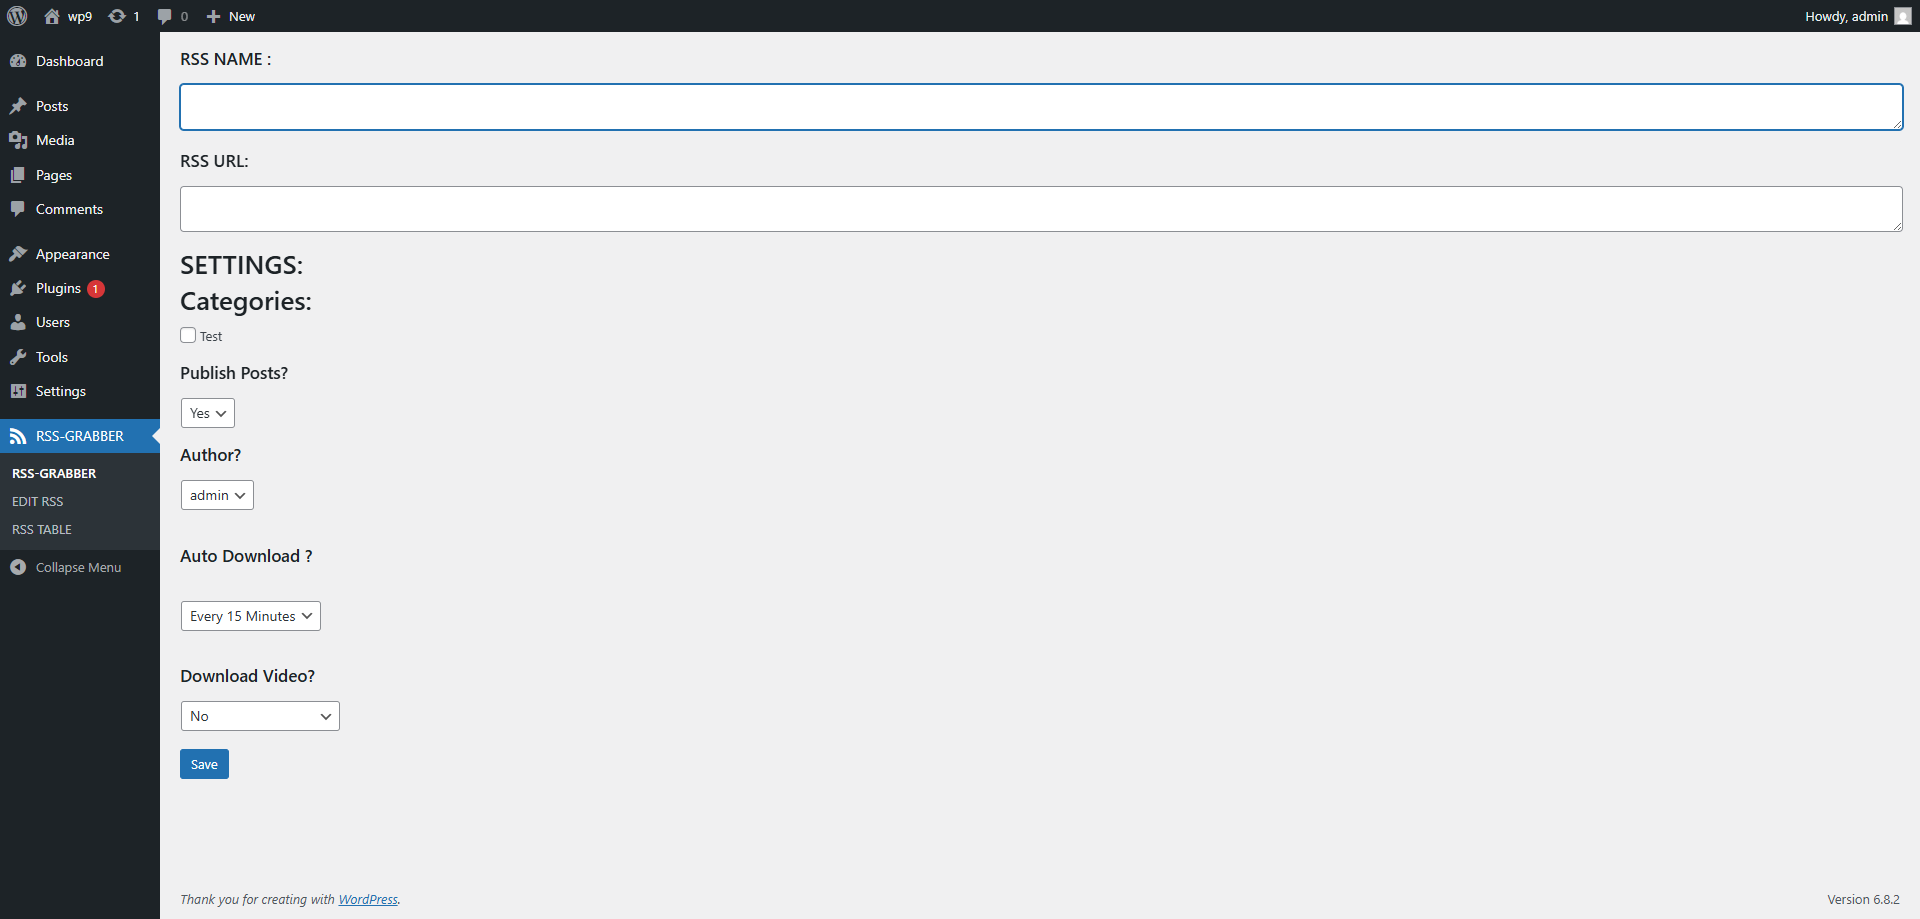 wp9 1 0 New Howdy, admin
Dashboard
Posts
Media
Pages
Comments
Appearance
Plugins 1
Users
Tools
Settings
RSS-GRABBER
RSS-GRABBER
EDIT RSS
RSS TABLE
Collapse Menu
RSS NAME :
RSS URL:
SETTINGS:
Categories:
Test
Publish Posts?
Yes
Author?
admin
Auto Download ?
Every 15 Minutes
Download Video?
No
Save
Thank you for creating with WordPress.
Version 6.8.2